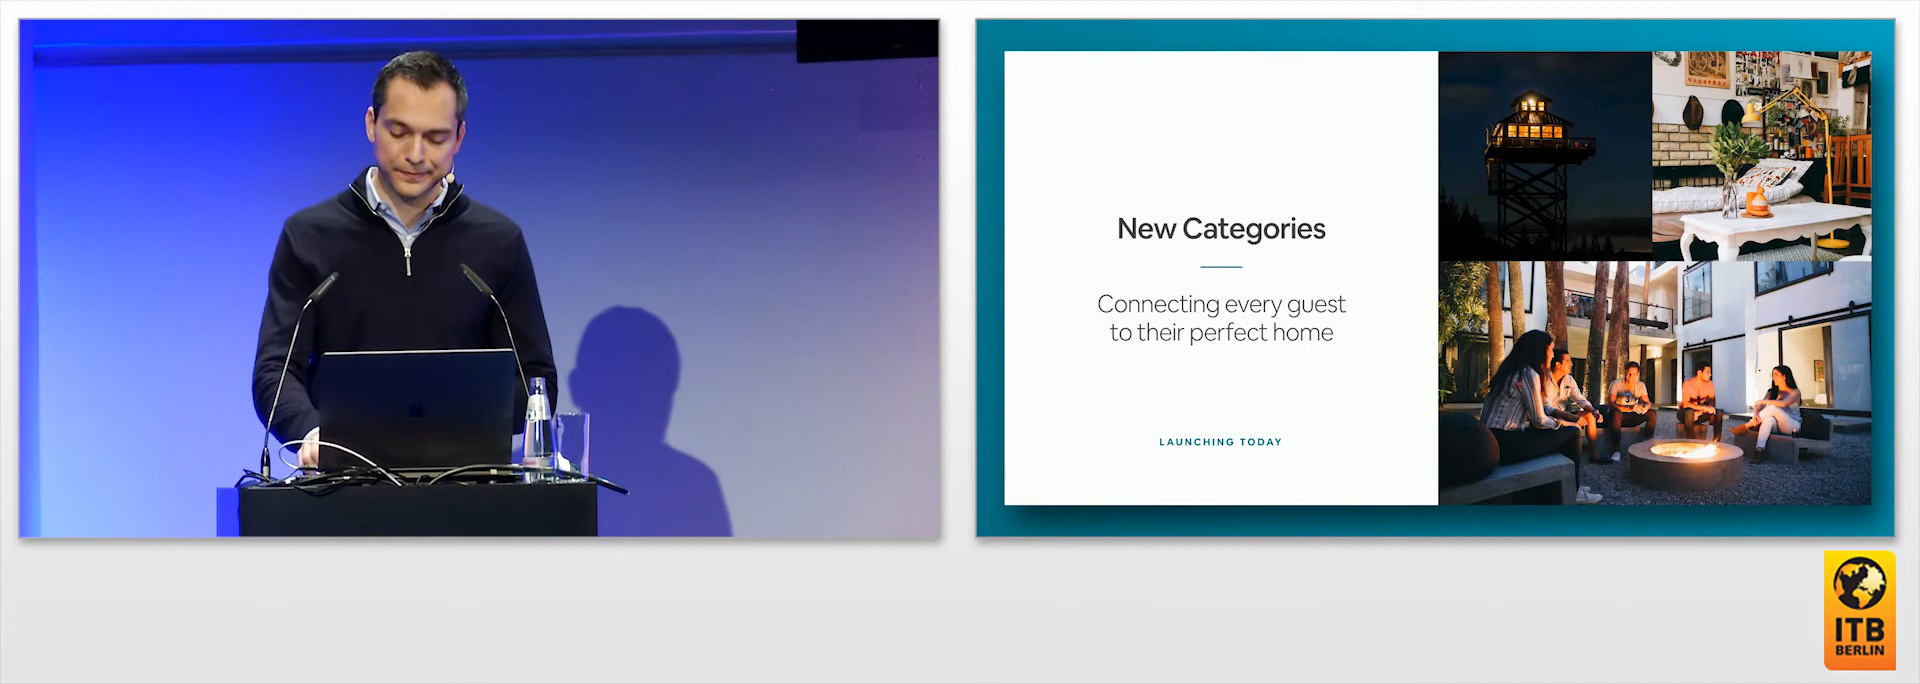 New Categories
Connecting every guest
to their perfect home
LAUNCHING TODAY
ITB
BERLIN